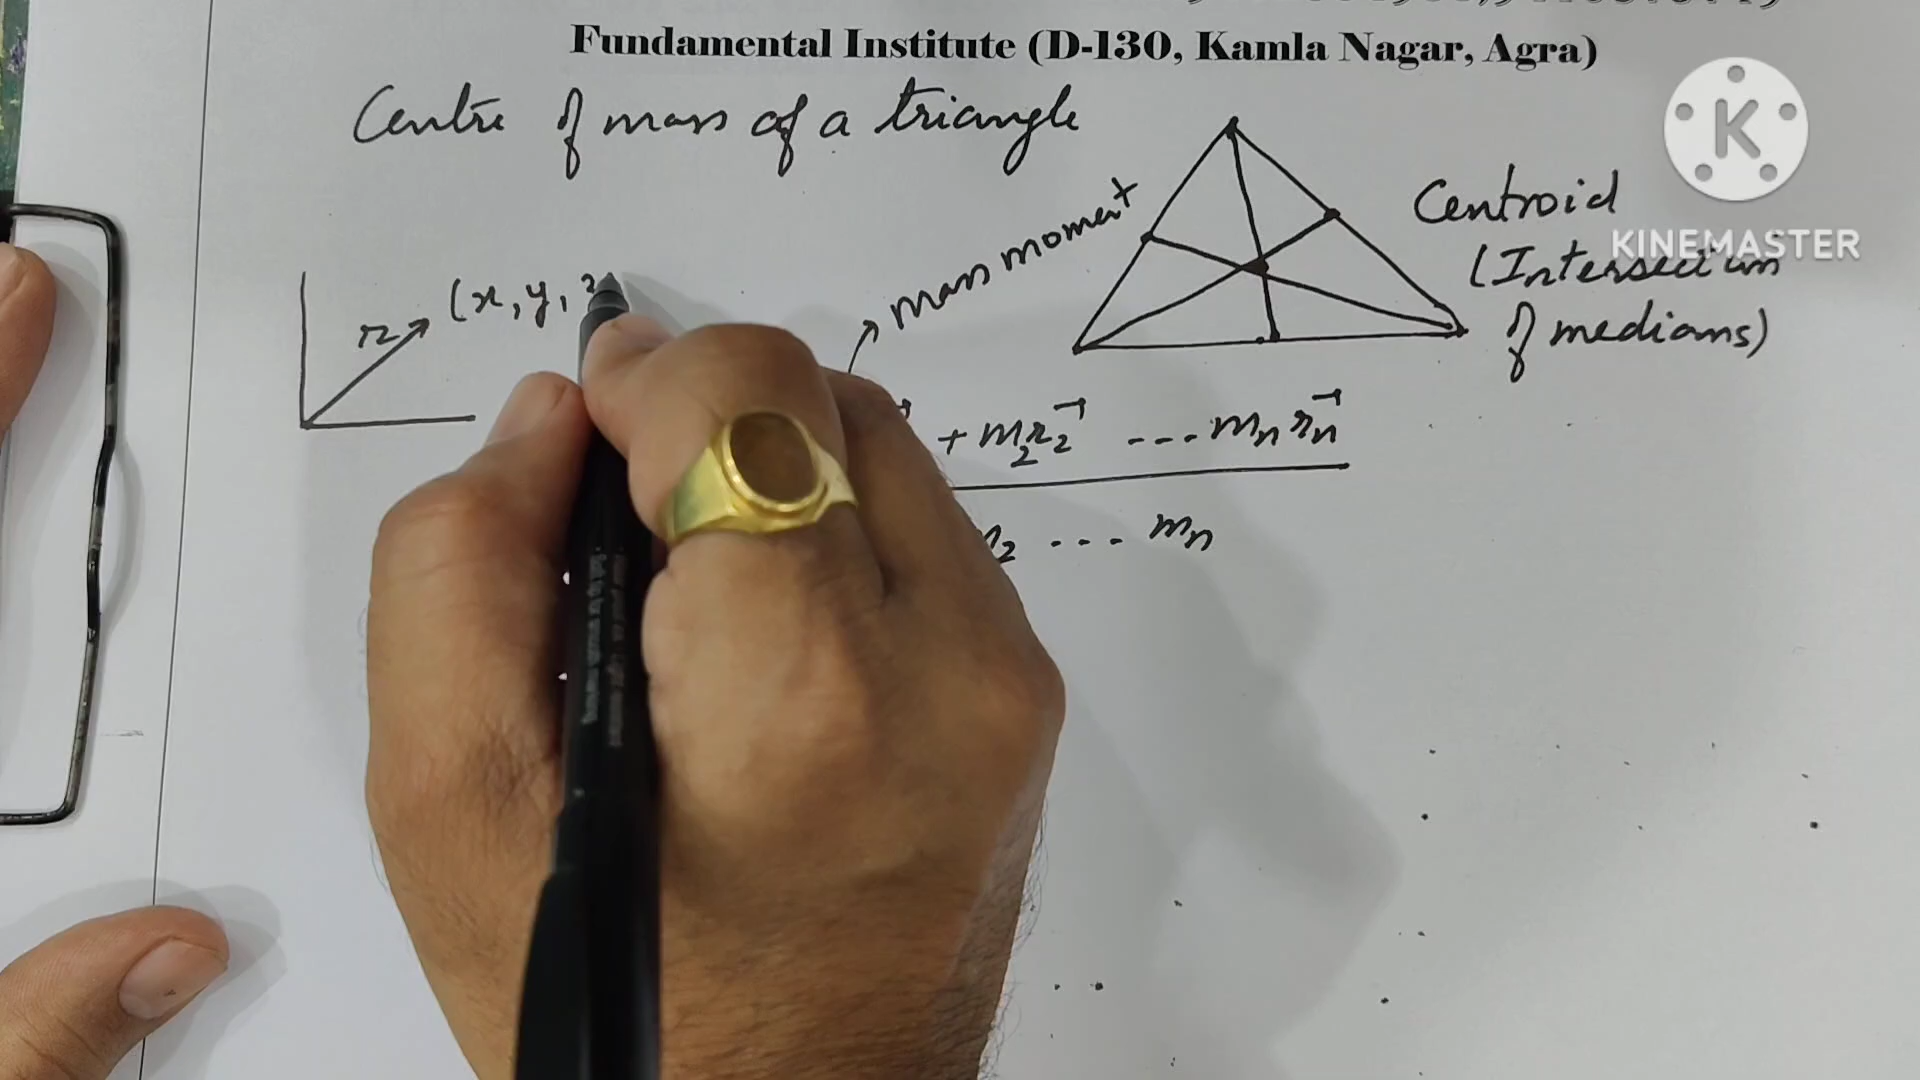 Fundamental Institute (D-130, Kamla Nagar, Agra)
Centre of mass of a triangle
K
KINEMASTER
Centroid
(Intersection
of medians)
mass moment
r (x, y, z
+ m₂r₂ --- mₙrₙ
... mₙ